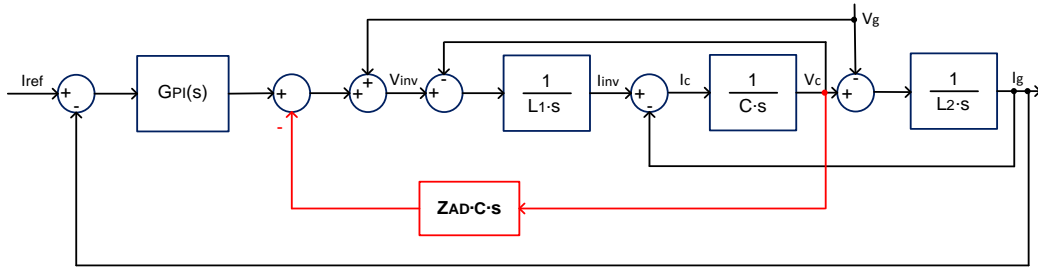 Vg
Iref
+
-
GPI(s)
+
-
+
+
Vinv
-
+
1
L1·s
Iinv
+
-
Ic
1
C·s
Vc
-
+
1
L2·s
Ig
ZAD·C·s